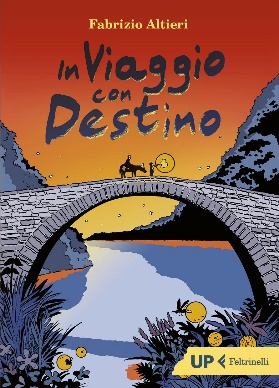 Fabrizio Altieri
In Viaggio
con
Destino
UP Feltrinelli